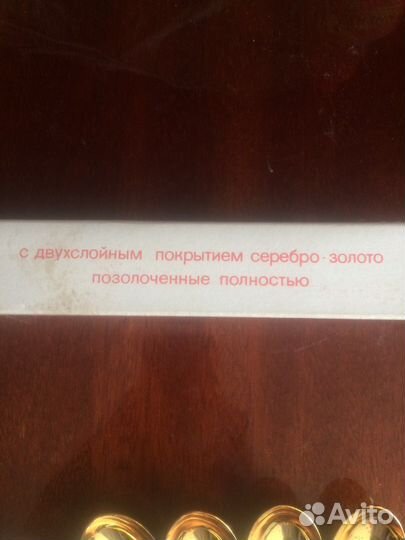 с двухслойным покрытием серебро-золото
позолоченные полностью
Avito